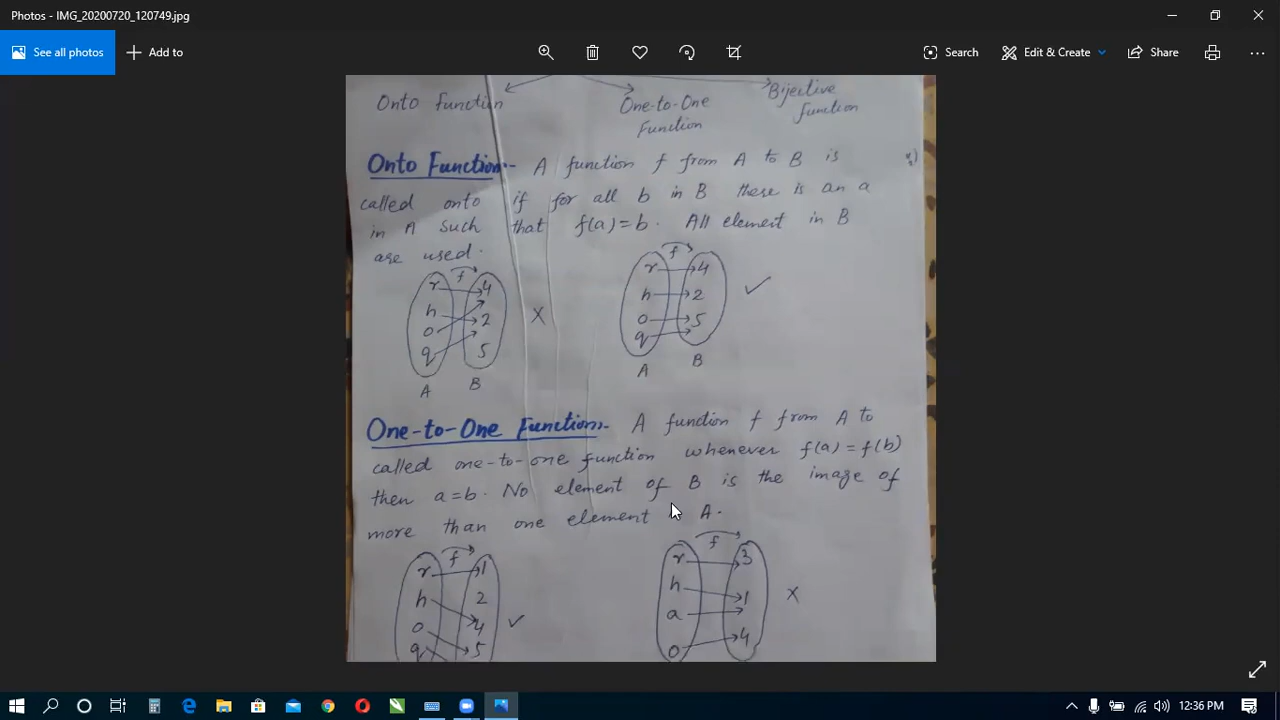 Photos - IMG_20200720_120749.jpg
See all photos
Add to
Search
Edit & Create
Share
Onto function
One-to-One
Function
Bijective
function
Onto Function:- A function f from A to B is
called onto if for all b in B there is an a
in A such that f(a)=b. All element in B
are used.
f
r 4
h 2
o
q 5
A B
X
f
r 4
h 2
o 5
q
A B
✓
One-to-One Function:- A function f from A to
called one-to-one function whenever f(a)=f(b)
then a=b. No element of B is the image of
more than one element A.
f
r 1
h 2
o 4
q 5
✓
f
r 3
h 1
a
o 4
X
12:36 PM